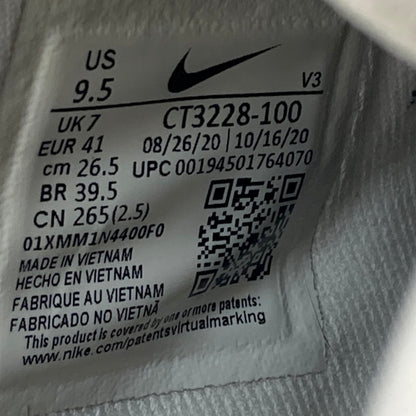 US
9.5
V3
UK 7
CT3228-100
EUR 41
08/26/20 | 10/16/20
cm 26.5
UPC 00194501764070
BR 39.5
CN 265(2.5)
01XMM1N4400F0
MADE IN VIETNAM
HECHO EN VIETNAM
FABRIQUE AU VIETNAM
FABRICADO NO VIETNÃ
This product is covered by one or more patents:
www.nike.com/patentsvirtualmarking